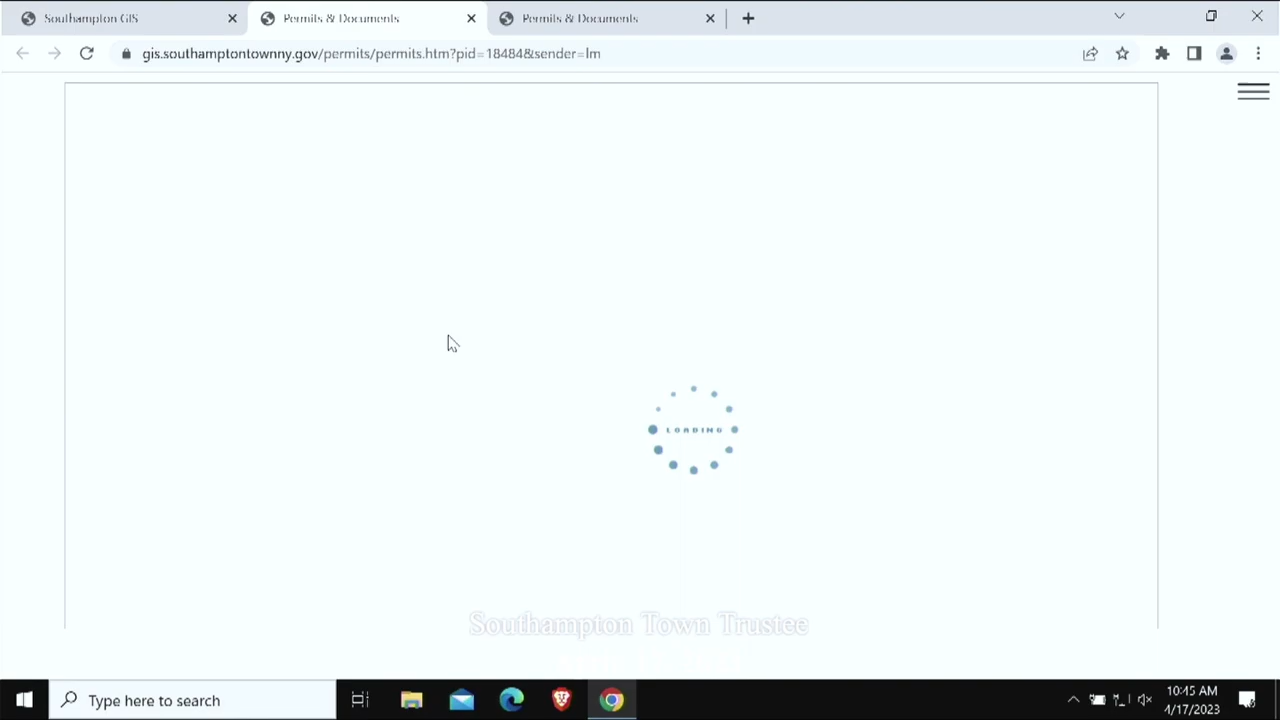 Southampton GIS
Permits & Documents
Permits & Documents
gis.southamptontownny.gov/permits/permits.htm?pid=18484&sender=lm
LOADING
Southampton Town Trustee
Type here to search
10:45 AM
4/17/2023